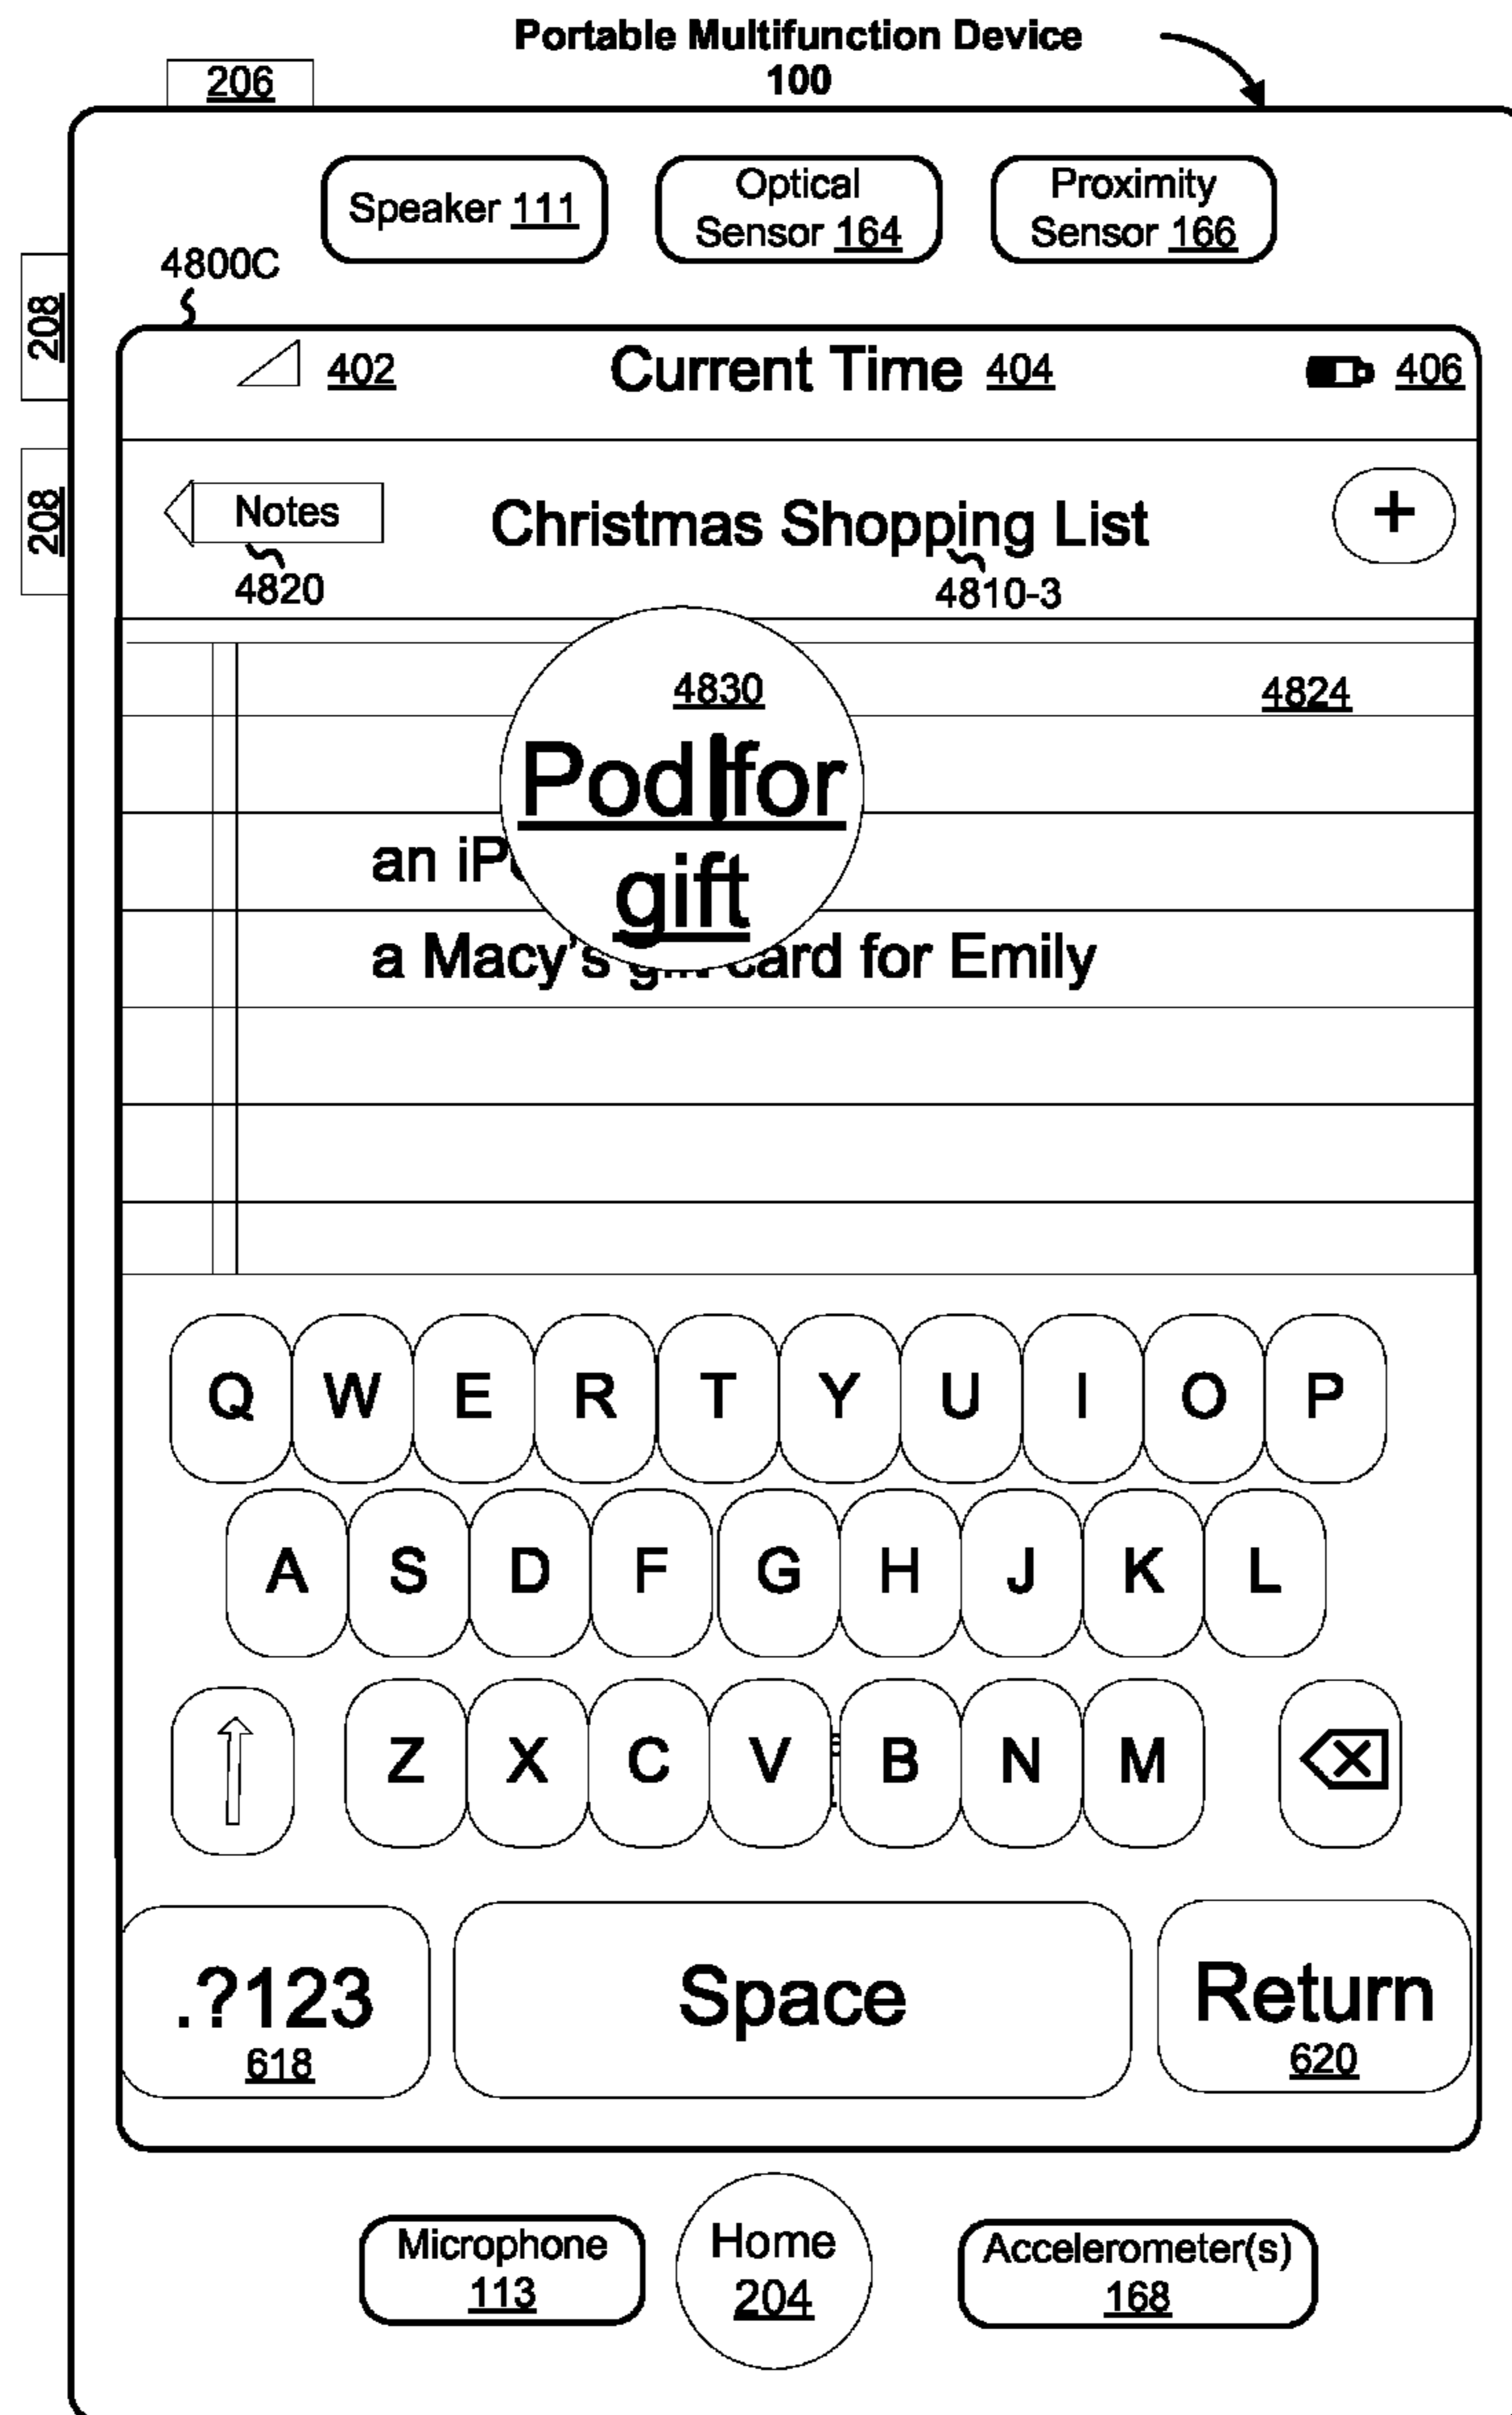 Portable Multifunction Device
100
206
Speaker 111
Optical
Sensor 164
Proximity
Sensor 166
4800C
208
402
Current Time 404
406
208
Notes
Christmas Shopping List
+
4820
4810-3
4830
4824
Pod for
gift
an
a Macy's card for Emily
Q W E R T Y U I O P
A S D F G H J K L
Z X C V B N M
.?123
618
Space
Return
620
Microphone
113
Home
204
Accelerometer(s)
168